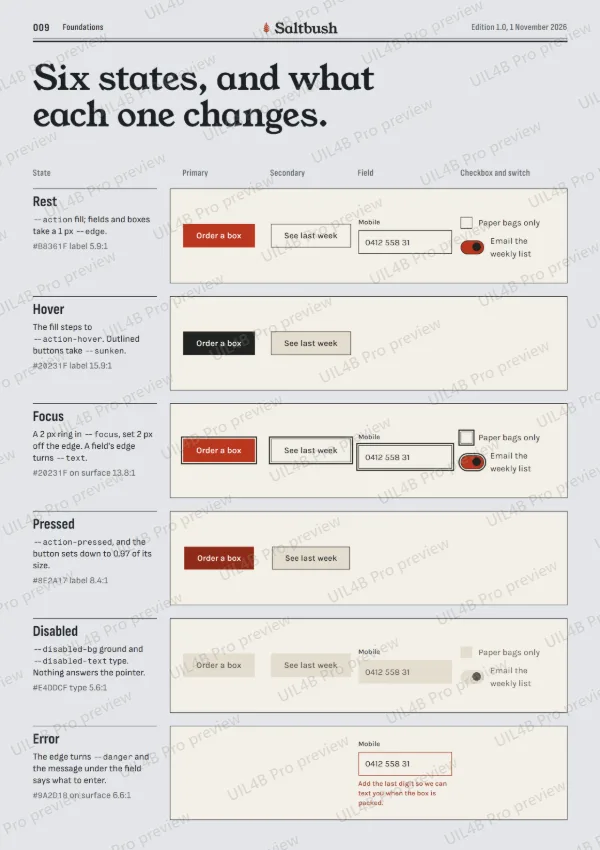 009 Foundations Saltbush Edition 1.0, 1 November 2026
Six states, and what
each one changes.
State Primary Secondary Field Checkbox and switch
Rest
--action fill; fields and boxes
take a 1 px --edge.
#B8361F label 5.9:1
Order a box
See last week
Mobile
0412 558 31
Paper bags only
Email the
weekly list
Hover
The fill steps to
--action-hover. Outlined
buttons take --sunken.
#20231F label 15.9:1
Order a box
See last week
Focus
A 2 px ring in --focus, set 2 px
off the edge. A field's edge
turns --text.
#20231F on surface 13.8:1
Order a box
See last week
Mobile
0412 558 31
Paper bags only
Email the
weekly list
Pressed
--action-pressed, and the
button sets down to 0.97 of its
size.
#8E2A17 label 8.4:1
Order a box
See last week
Disabled
--disabled-bg ground and
--disabled-text type.
Nothing answers the pointer.
#E4DDCF type 5.6:1
Order a box
See last week
Mobile
0412 558 31
Paper bags only
Email the
weekly list
Error
The edge turns --danger and
the message under the field
says what to enter.
#9A2D1B on surface 6.6:1
Mobile
0412 558 31
Add the last digit so we can
text you when the box is
packed.
UIL4B Pro preview